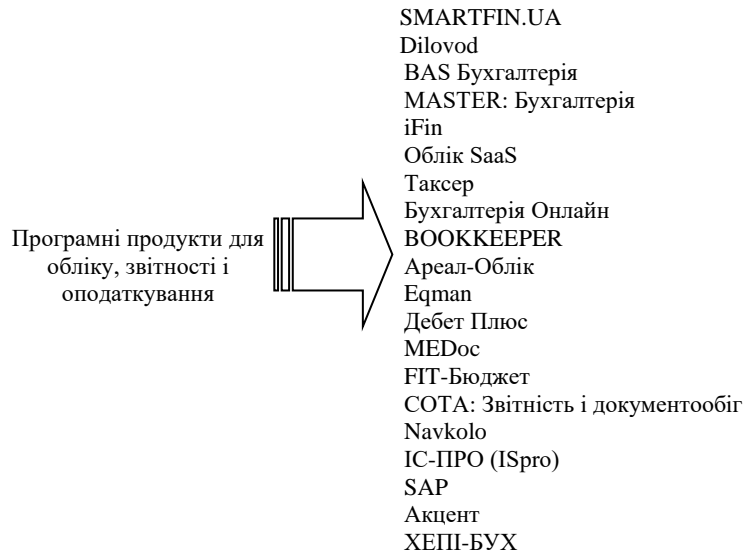 SMARTFIN.UA
Dilovod
BAS Бухгалтерія
MASTER: Бухгалтерія
iFin
Облік SaaS
Таксер
Бухгалтерія Онлайн
BOOKKEEPER
Ареал-Облік
Eqman
Дебет Плюс
MEDoc
FIT-Бюджет
СОТА: Звітність і документообіг
Navkolo
ІС-ПРО (ISpro)
SAP
Акцент
ХЕПІ-БУХ
Програмні продукти для
обліку, звітності і
оподаткування